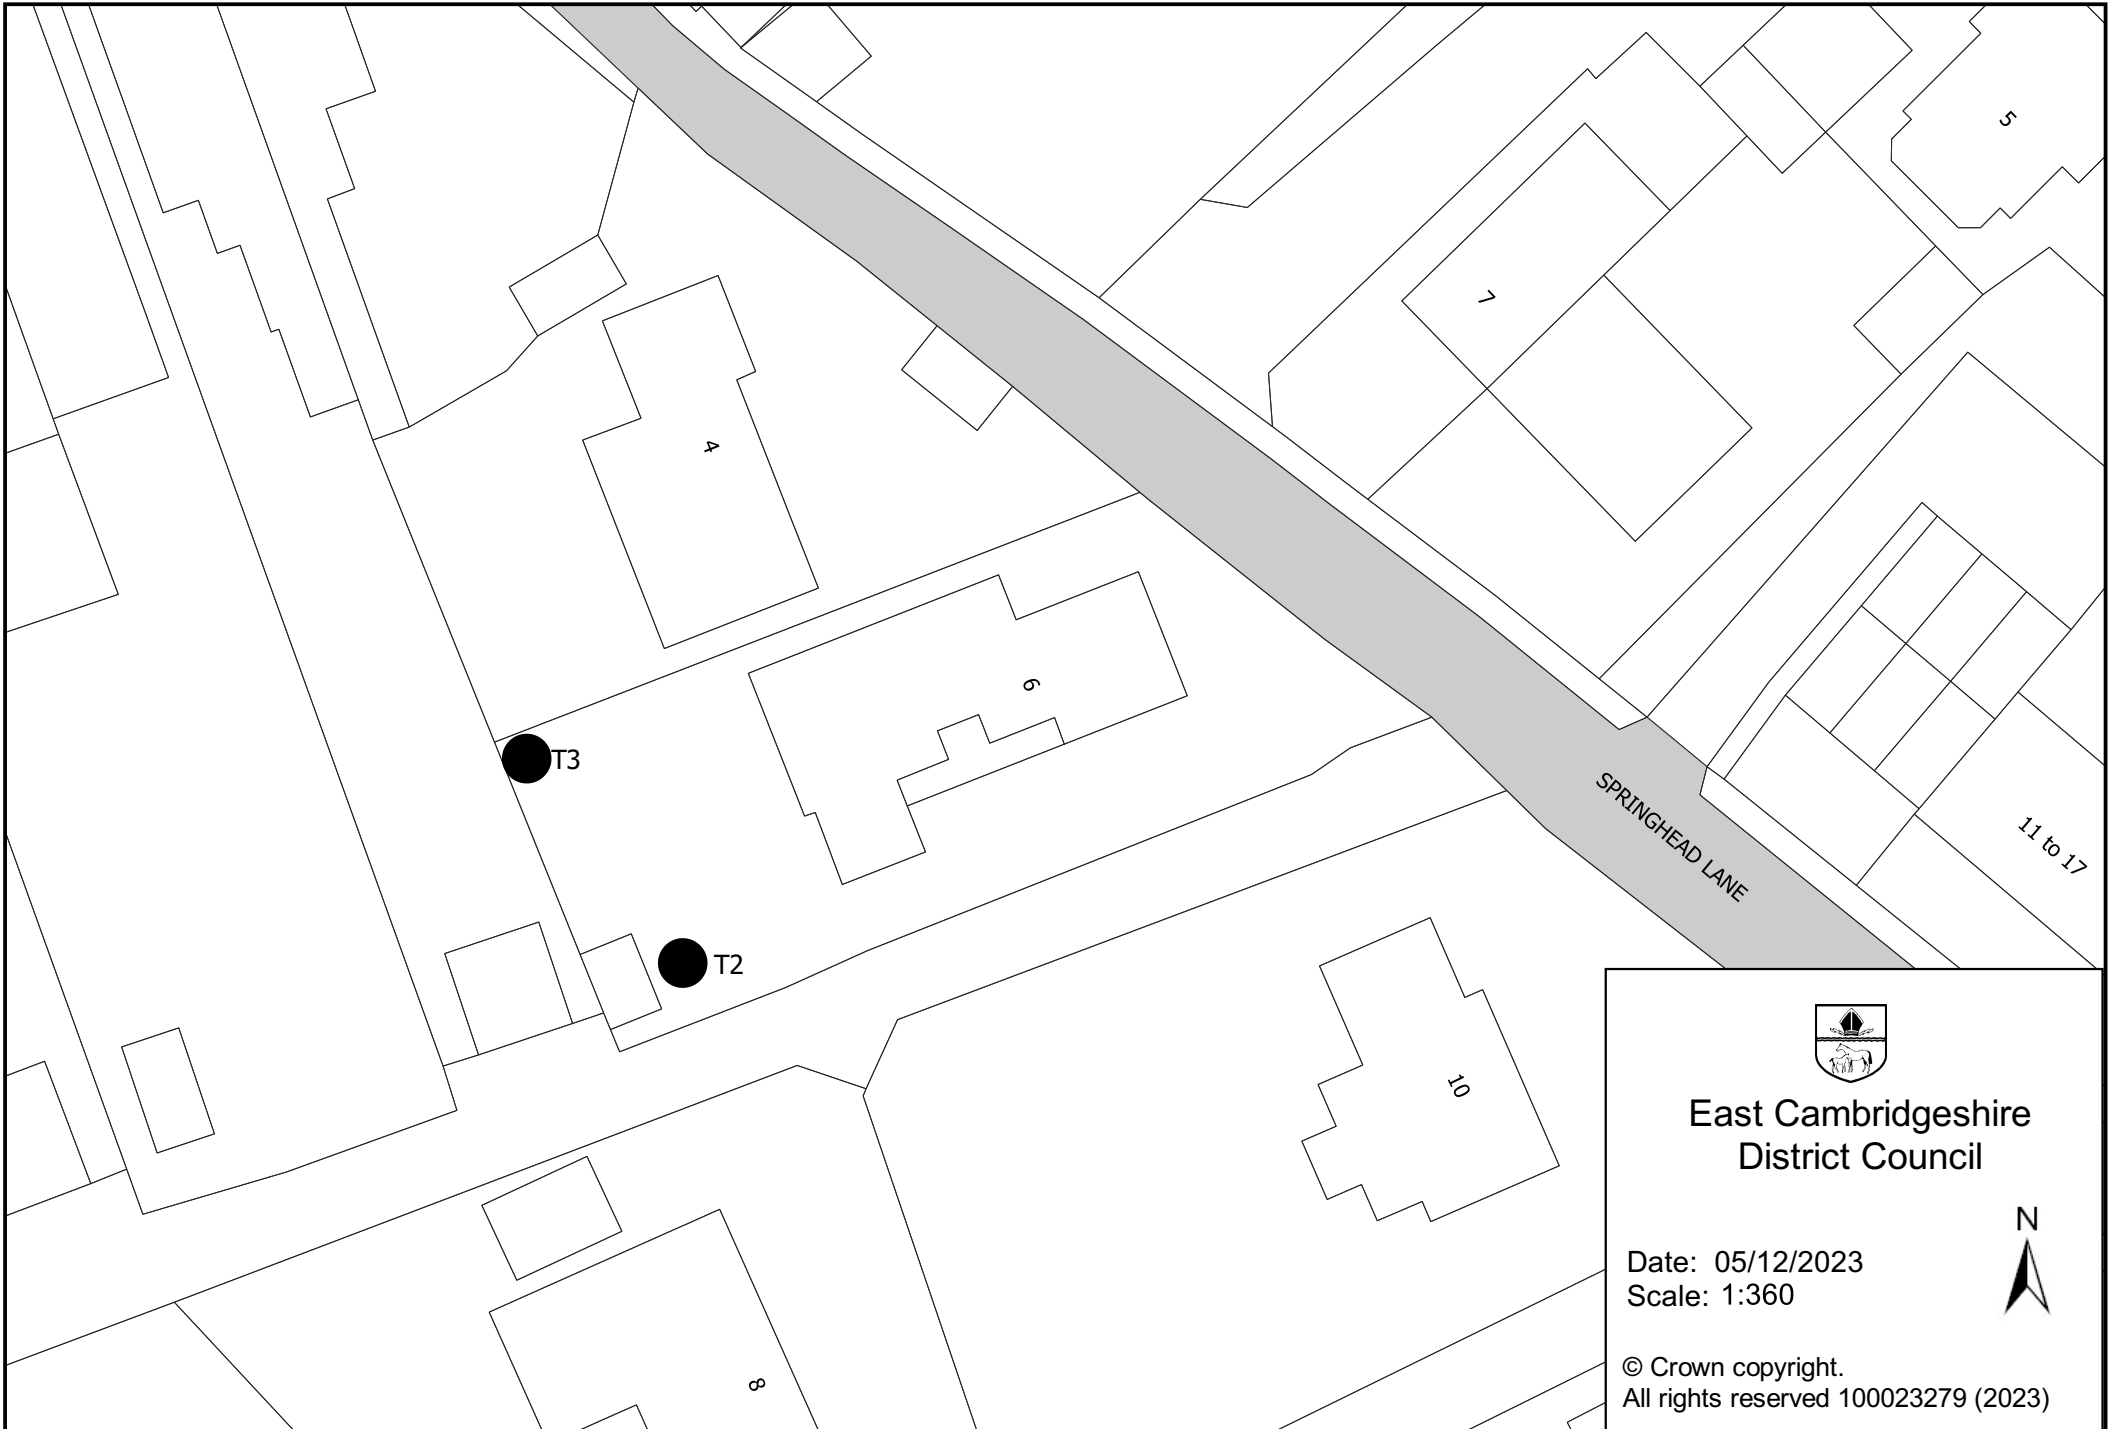 5
7
4
6
T3
SPRINGHEAD LANE
11 to 17
T2
10
8
East Cambridgeshire
District Council
N
Date: 05/12/2023
Scale: 1:360
© Crown copyright.
All rights reserved 100023279 (2023)